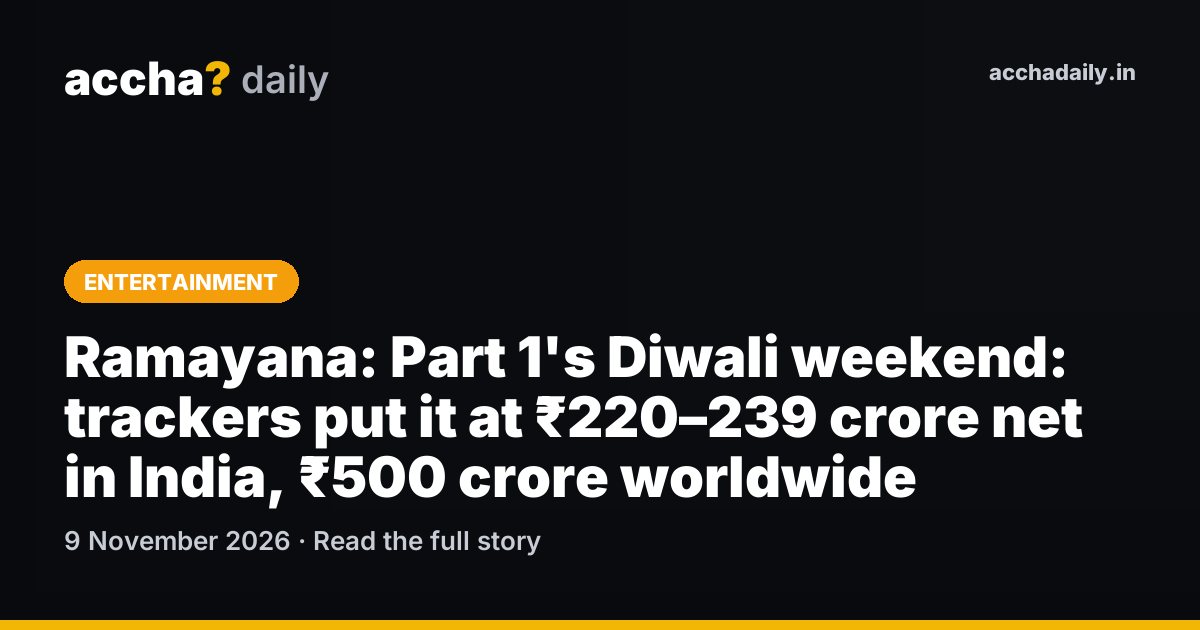 accha? daily
acchadaily.in
ENTERTAINMENT
Ramayana: Part 1's Diwali weekend:
trackers put it at ₹220–239 crore net
in India, ₹500 crore worldwide
9 November 2026 · Read the full story